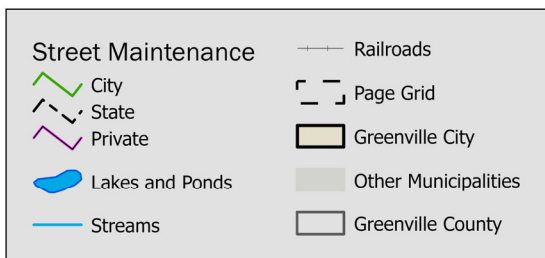 Street Maintenance
City
State
Private
Lakes and Ponds
Streams
Railroads
Page Grid
Greenville City
Other Municipalities
Greenville County